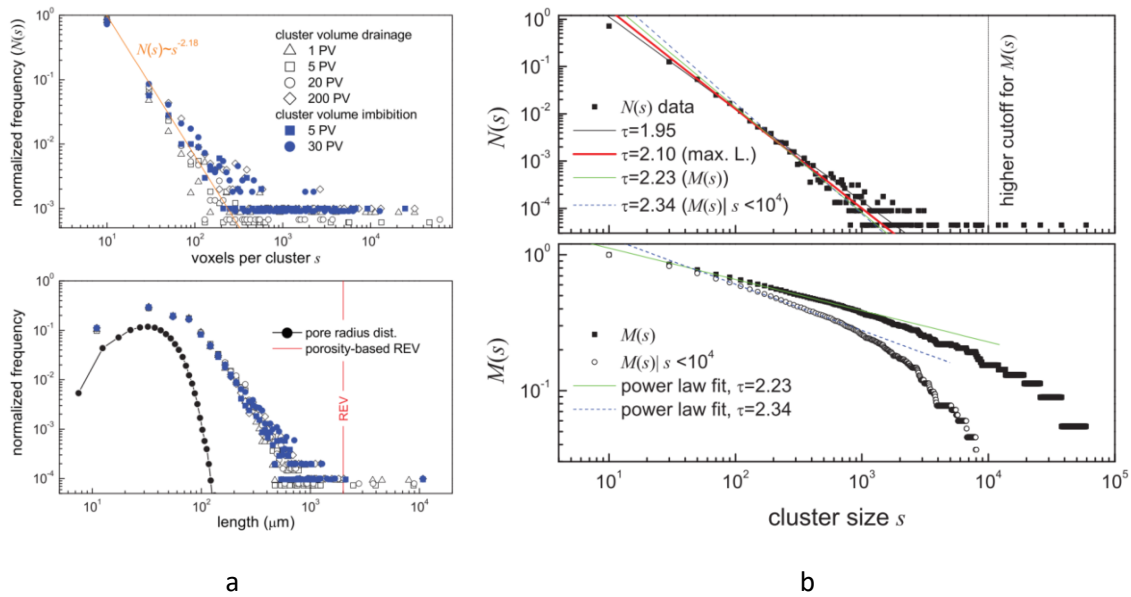 normalized frequency (N(s))
10⁰
10⁻¹
10⁻²
10⁻³
N(s)~s^-2.18
cluster volume drainage
1 PV
5 PV
20 PV
200 PV
cluster volume imbibition
5 PV
30 PV
10⁰ 10¹ 10² 10³ 10⁴
voxels per cluster s
normalized frequency
10⁰
10⁻¹
10⁻²
10⁻³
10⁻⁴
pore radius dist.
porosity-based REV
REV
10¹ 10² 10³ 10⁴
length (μm)
a
N(s)
10⁰
10⁻¹
10⁻²
10⁻³
10⁻⁴
N(s) data
τ=1.95
τ=2.10 (max. L.)
τ=2.23 (M(s))
τ=2.34 (M(s)| s <10⁴)
higher cutoff for M(s)
M(s)
10⁰
10⁻¹
M(s)
M(s)| s <10⁴
power law fit, τ=2.23
power law fit, τ=2.34
10¹ 10² 10³ 10⁴ 10⁵
cluster size s
b